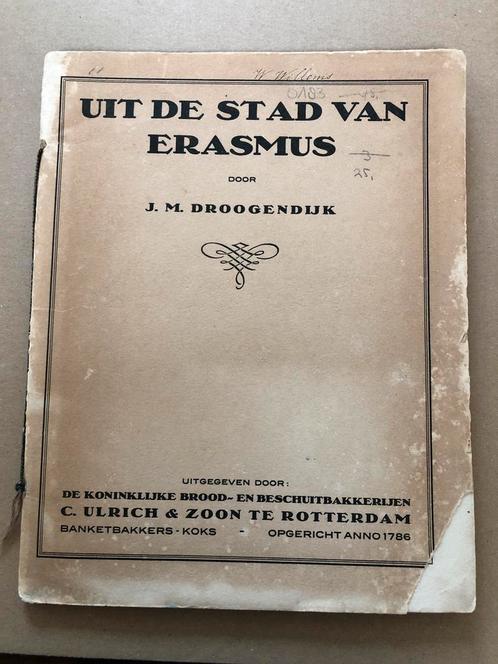 W Willems
0183 — 45,-
UIT DE STAD VAN
ERASMUS
3
25,
DOOR
J. M. DROOGENDIJK
UITGEGEVEN DOOR:
DE KONINKLIJKE BROOD- EN BESCHUITBAKKERIJEN
C. ULRICH & ZOON TE ROTTERDAM
BANKETBAKKERS - KOKS - OPGERICHT ANNO 1786